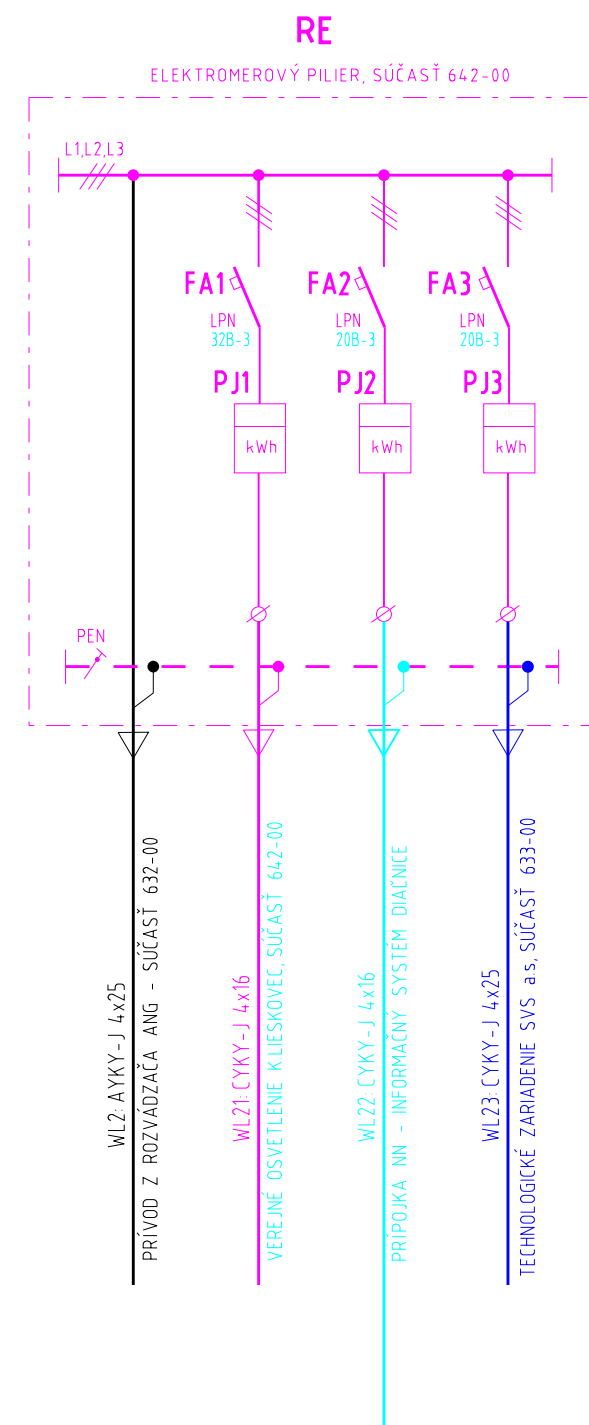 RE
ELEKTROMEROVÝ PILIER, SÚČASŤ 642-00
L1,L2,L3
FA1
LPN
32B-3
FA2
LPN
20B-3
FA3
LPN
20B-3
PJ1
PJ2
PJ3
kWh
kWh
kWh
PEN
WL2: AYKY-J 4x25
PRÍVOD Z ROZVÁDZAČA ANG - SÚČASŤ 632-00
WL21: CYKY-J 4x16
VEREJNÉ OSVETLENIE K.LIESKOVEC, SÚČASŤ 642-00
WL22: CYKY-J 4x16
PRÍPOJKA NN - INFORMAČNÝ SYSTÉM DIAĽNICE
WL23: CYKY-J 4x25
TECHNOLOGICKÉ ZARIADENIE SVS a.s, SÚČASŤ 633-00